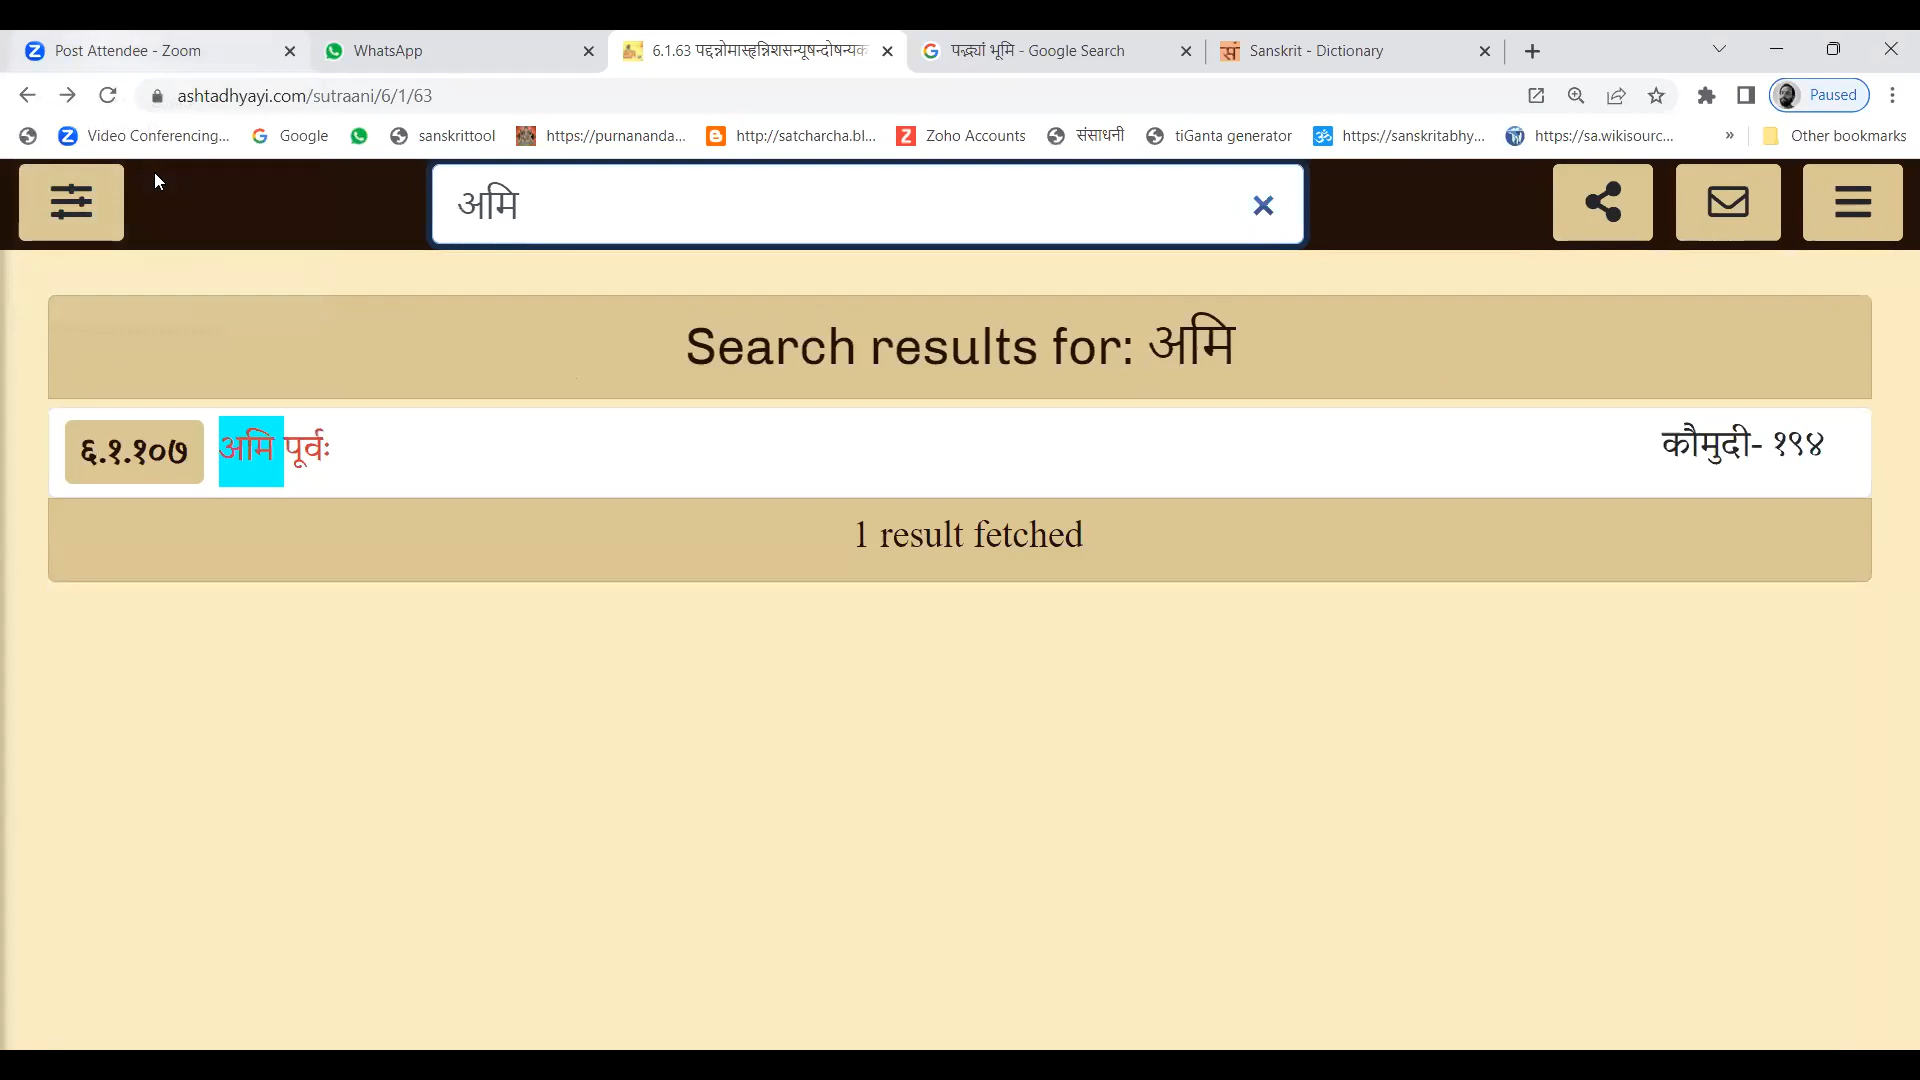 Post Attendee - Zoom
WhatsApp
6.1.63 पद्दन्नोमास्हृन्निशसन्यूषन्दोषन्यक
पद्भ्यां भूमि - Google Search
Sanskrit - Dictionary
ashtadhyayi.com/sutraani/6/1/63
Paused
Video Conferencing...
Google
sanskrittool
https://purnananda...
http://satcharcha.bl...
Zoho Accounts
संसाधनी
tiGanta generator
https://sanskritabhy...
https://sa.wikisourc...
»
Other bookmarks
अमि
Search results for: अमि
६.१.१०७ अमि पूर्वः कौमुदी- १९४
1 result fetched